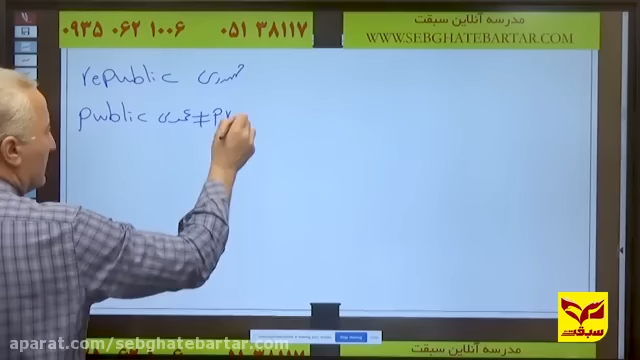 مدرسه آنلاین سبقت
۰۹۳۵ ۰۶۲ ۱۰۰۶ ۰۵۱ ۳۸۱۱۷
WWW.SEBGHATEBARTAR.COM
republic جمهوری
public عمومی ≠ pr
سبقت
aparat.com/sebghatebartar.com
مدرسه آنلاین سبقت